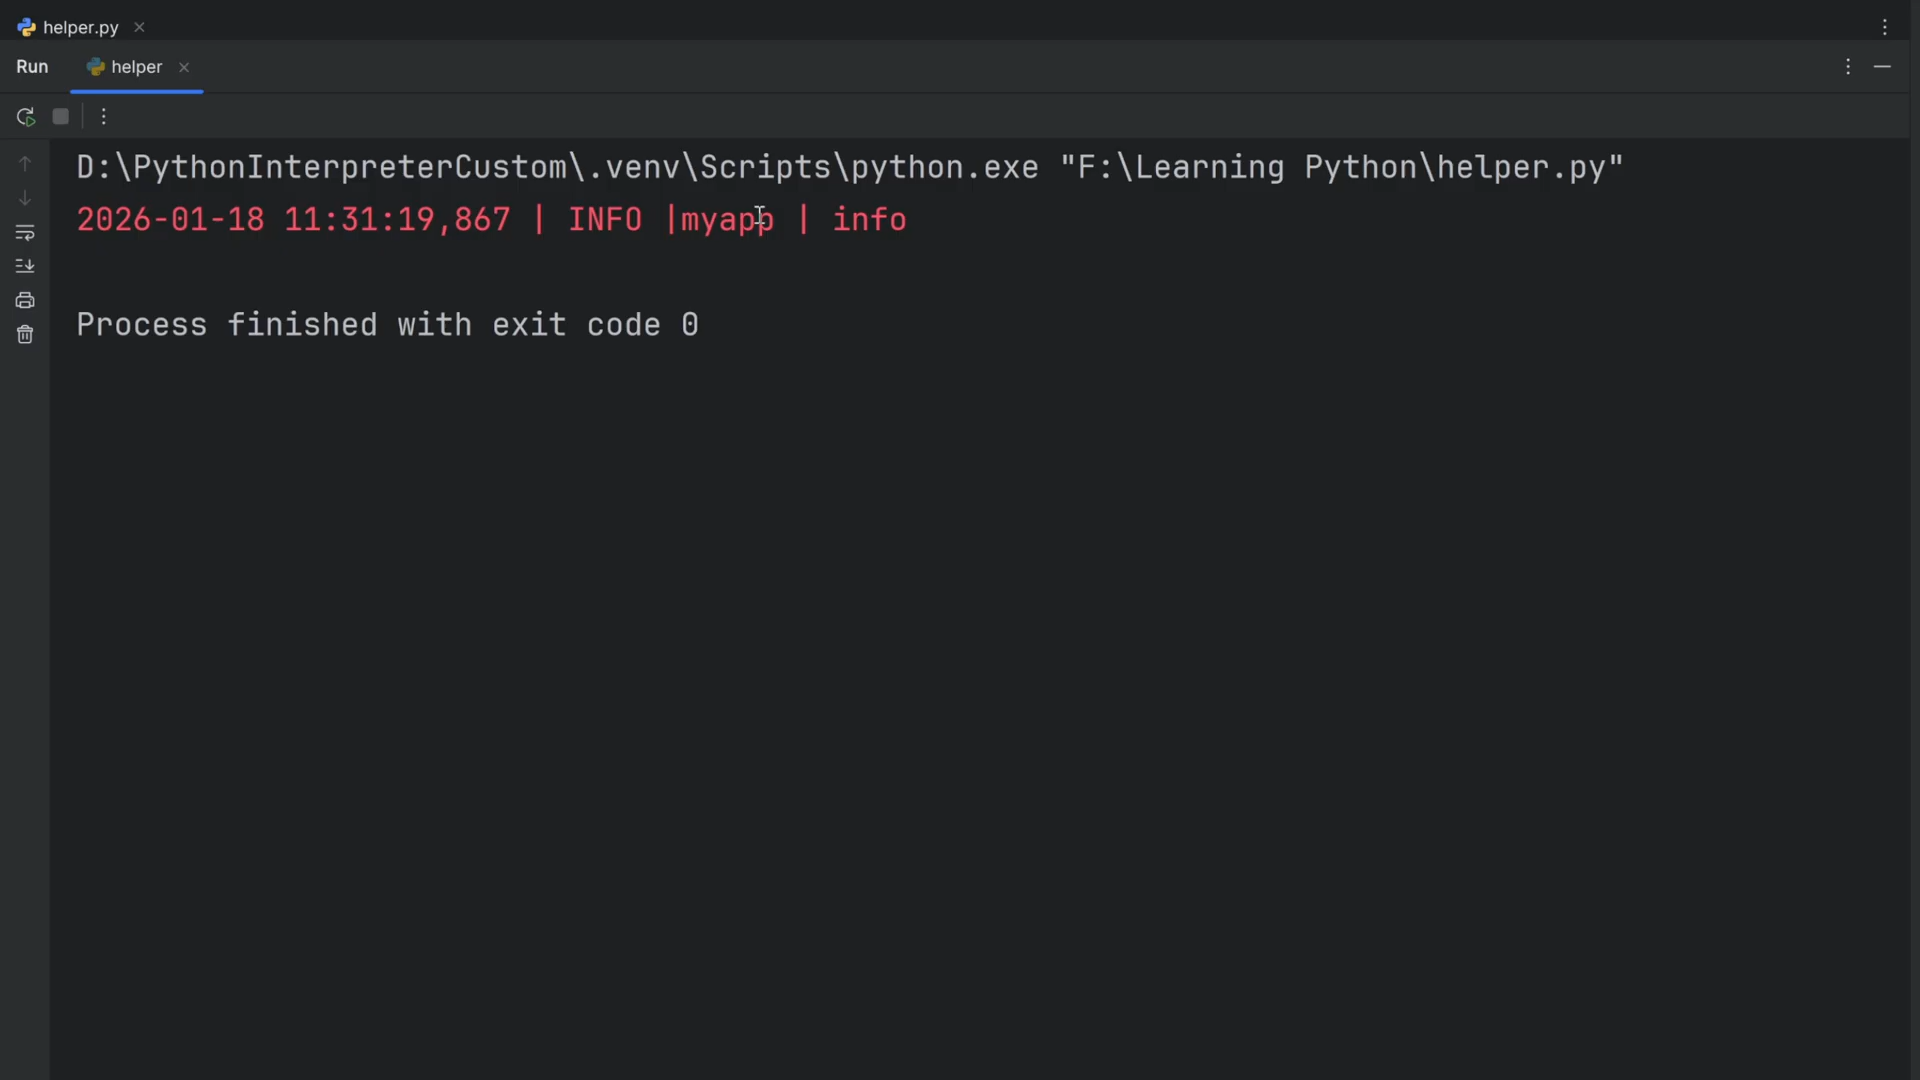 helper.py
Run helper
D:\PythonInterpreterCustom\.venv\Scripts\python.exe "F:\Learning Python\helper.py"
2026-01-18 11:31:19,867 | INFO |myapp | info
Process finished with exit code 0